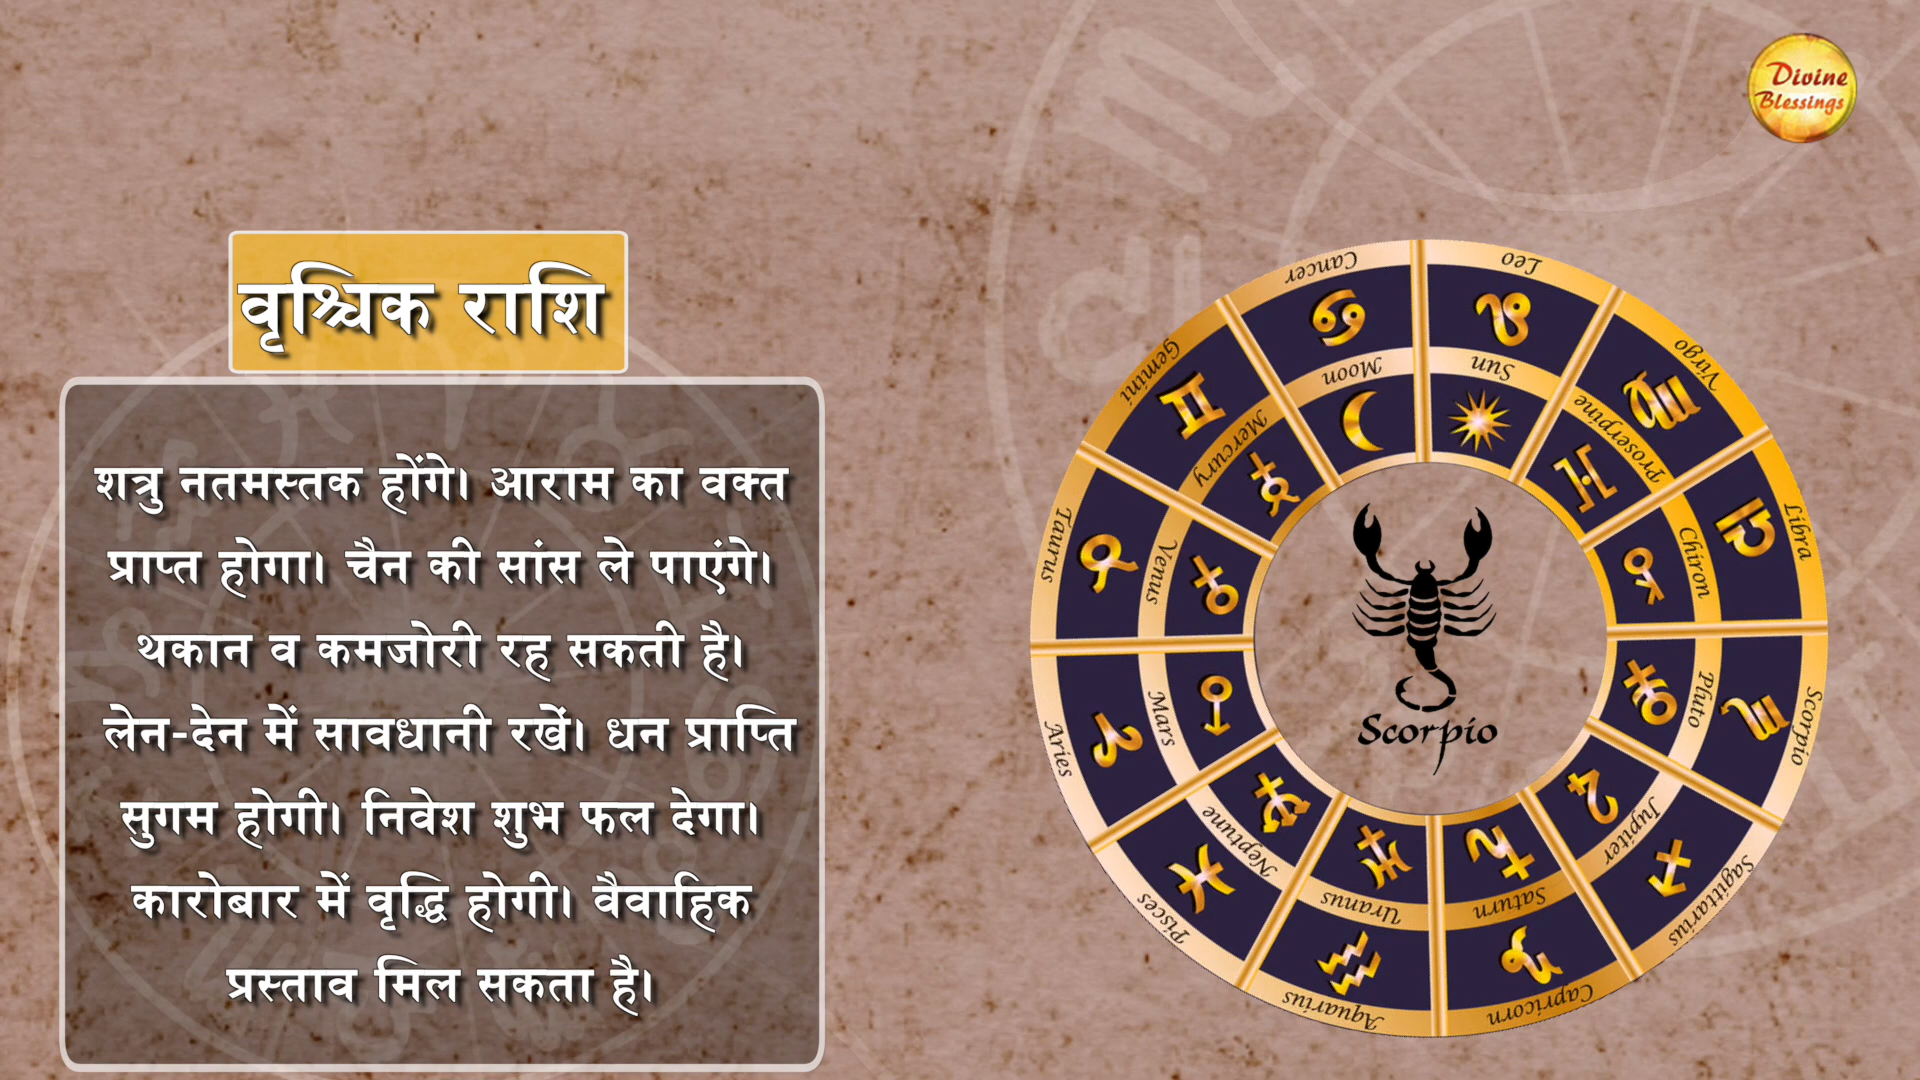 Divine
Blessings
वृश्चिक राशि
शत्रु नतमस्तक होंगे। आराम का वक्त
प्राप्त होगा। चैन की सांस ले पाएंगे।
थकान व कमजोरी रह सकती है।
लेन-देन में सावधानी रखें। धन प्राप्ति
सुगम होगी। निवेश शुभ फल देगा।
कारोबार में वृद्धि होगी। वैवाहिक
प्रस्ताव मिल सकता है।
Cancer
Leo
Virgo
Libra
Scorpio
Sagittarius
Capricorn
Aquarius
Pisces
Aries
Taurus
Gemini
Moon
Sun
Proserpine
Chiron
Pluto
Jupiter
Saturn
Uranus
Neptune
Mars
Venus
Mercury
Scorpio